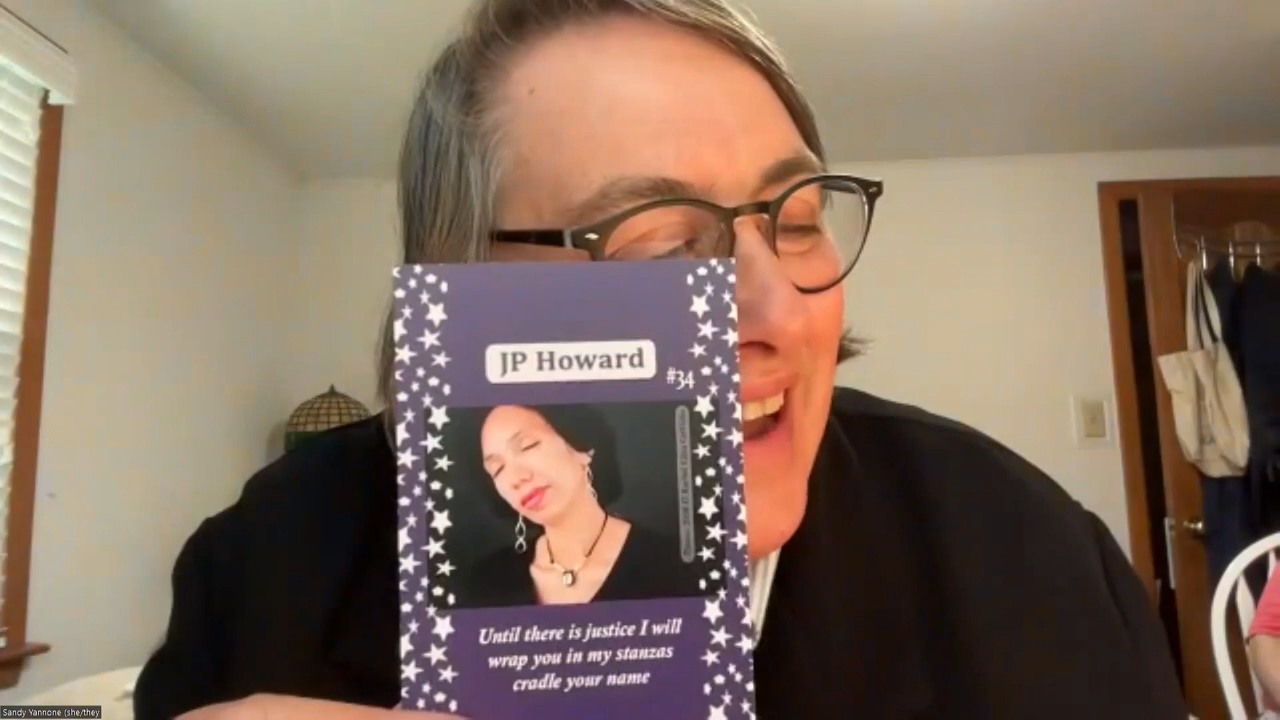 JP Howard
#34
Until there is justice I will
wrap you in my stanzas
cradle your name
Sandy Yannone (she/they